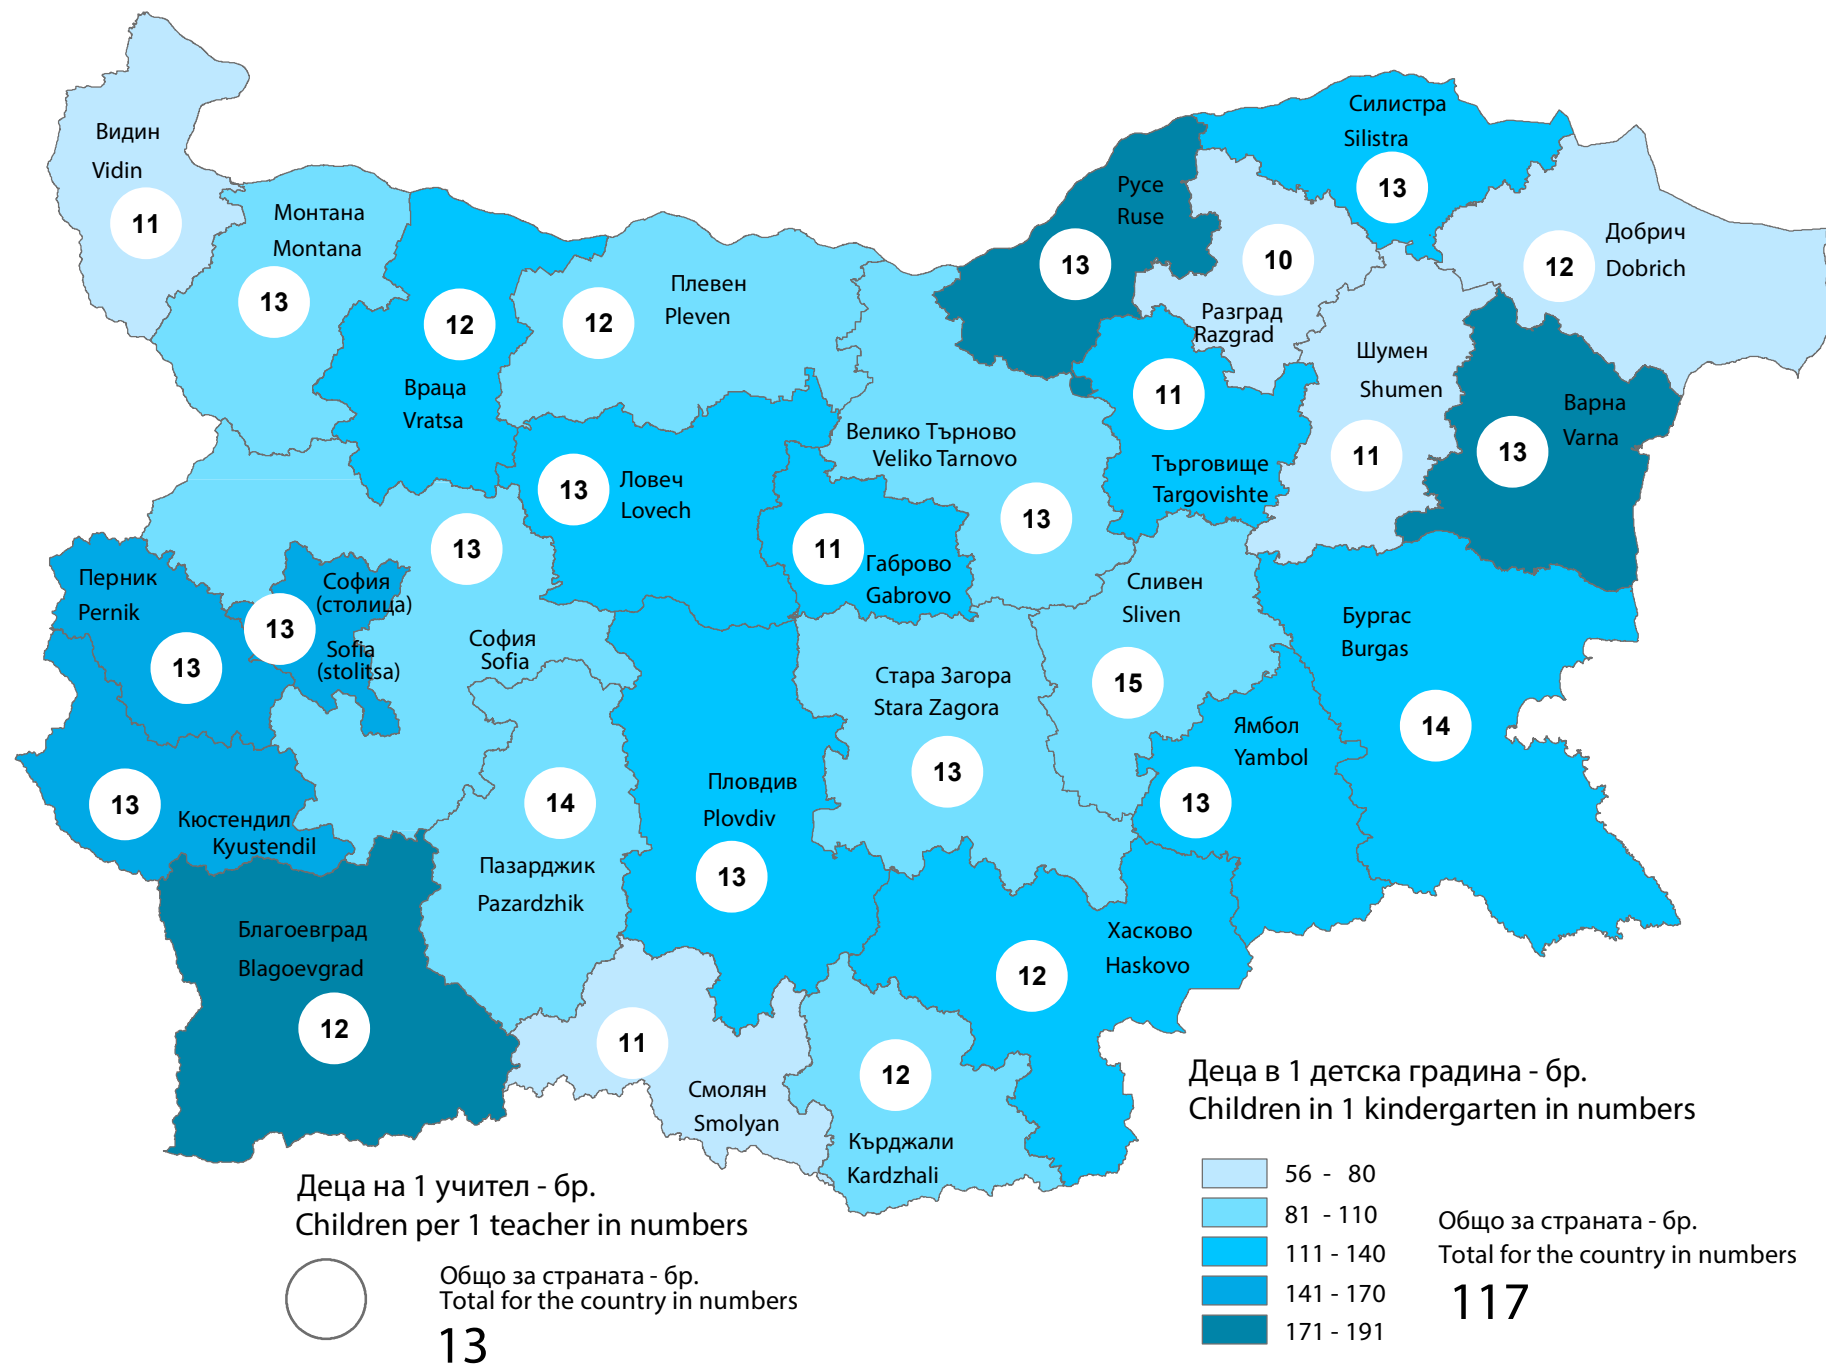 Видин
Vidin
11
Монтана
Montana
13
Враца
Vratsa
12
Плевен
Pleven
12
Русе
Ruse
13
Силистра
Silistra
13
Разград
Razgrad
10
Добрич
Dobrich
12
Шумен
Shumen
11
Варна
Varna
13
Търговище
Targovishte
11
Велико Търново
Veliko Tarnovo
13
Ловеч
Lovech
13
Габрово
Gabrovo
11
Перник
Pernik
13
София
(столица)
Sofia
(stolitsa)
13
София
Sofia
13
Сливен
Sliven
15
Бургас
Burgas
14
Стара Загора
Stara Zagora
13
Ямбол
Yambol
13
Кюстендил
Kyustendil
13
Пазарджик
Pazardzhik
14
Пловдив
Plovdiv
13
Благоевград
Blagoevgrad
12
Хасково
Haskovo
12
Смолян
Smolyan
11
Кърджали
Kardzhali
12
Деца на 1 учител - бр.
Children per 1 teacher in numbers
Общо за страната - бр.
Total for the country in numbers
13
Деца в 1 детска градина - бр.
Children in 1 kindergarten in numbers
56 - 80
81 - 110
111 - 140
141 - 170
171 - 191
Общо за страната - бр.
Total for the country in numbers
117